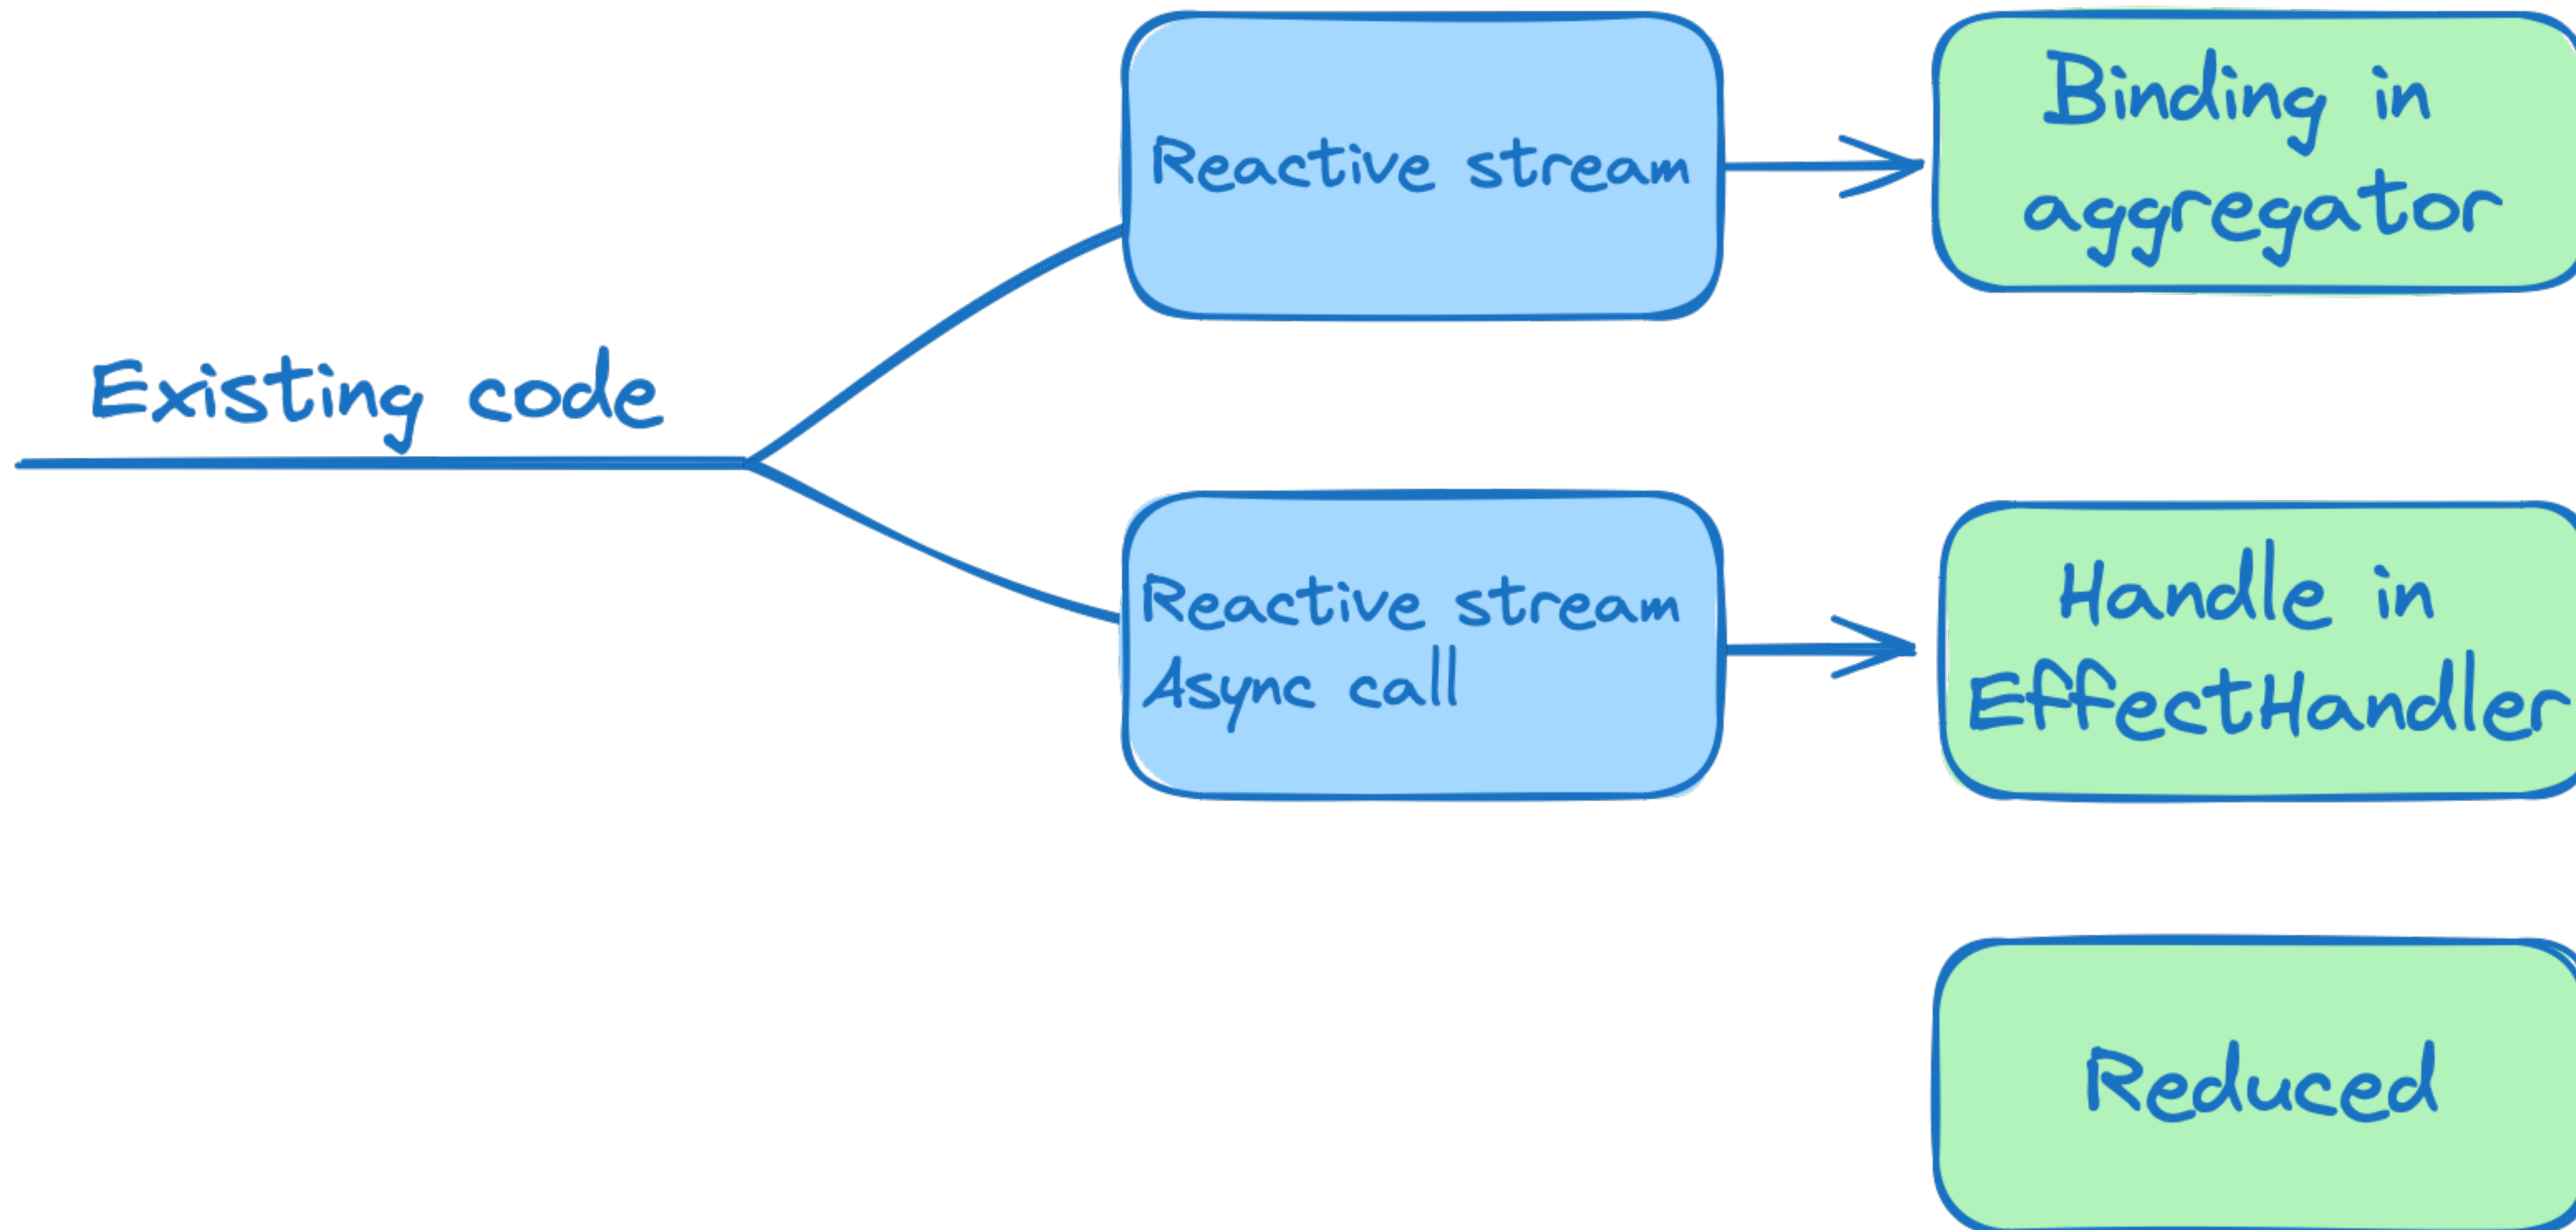 Existing code
Reactive stream
Binding in
aggregator
Reactive stream
Async call
Handle in
EffectHandler
Reduced